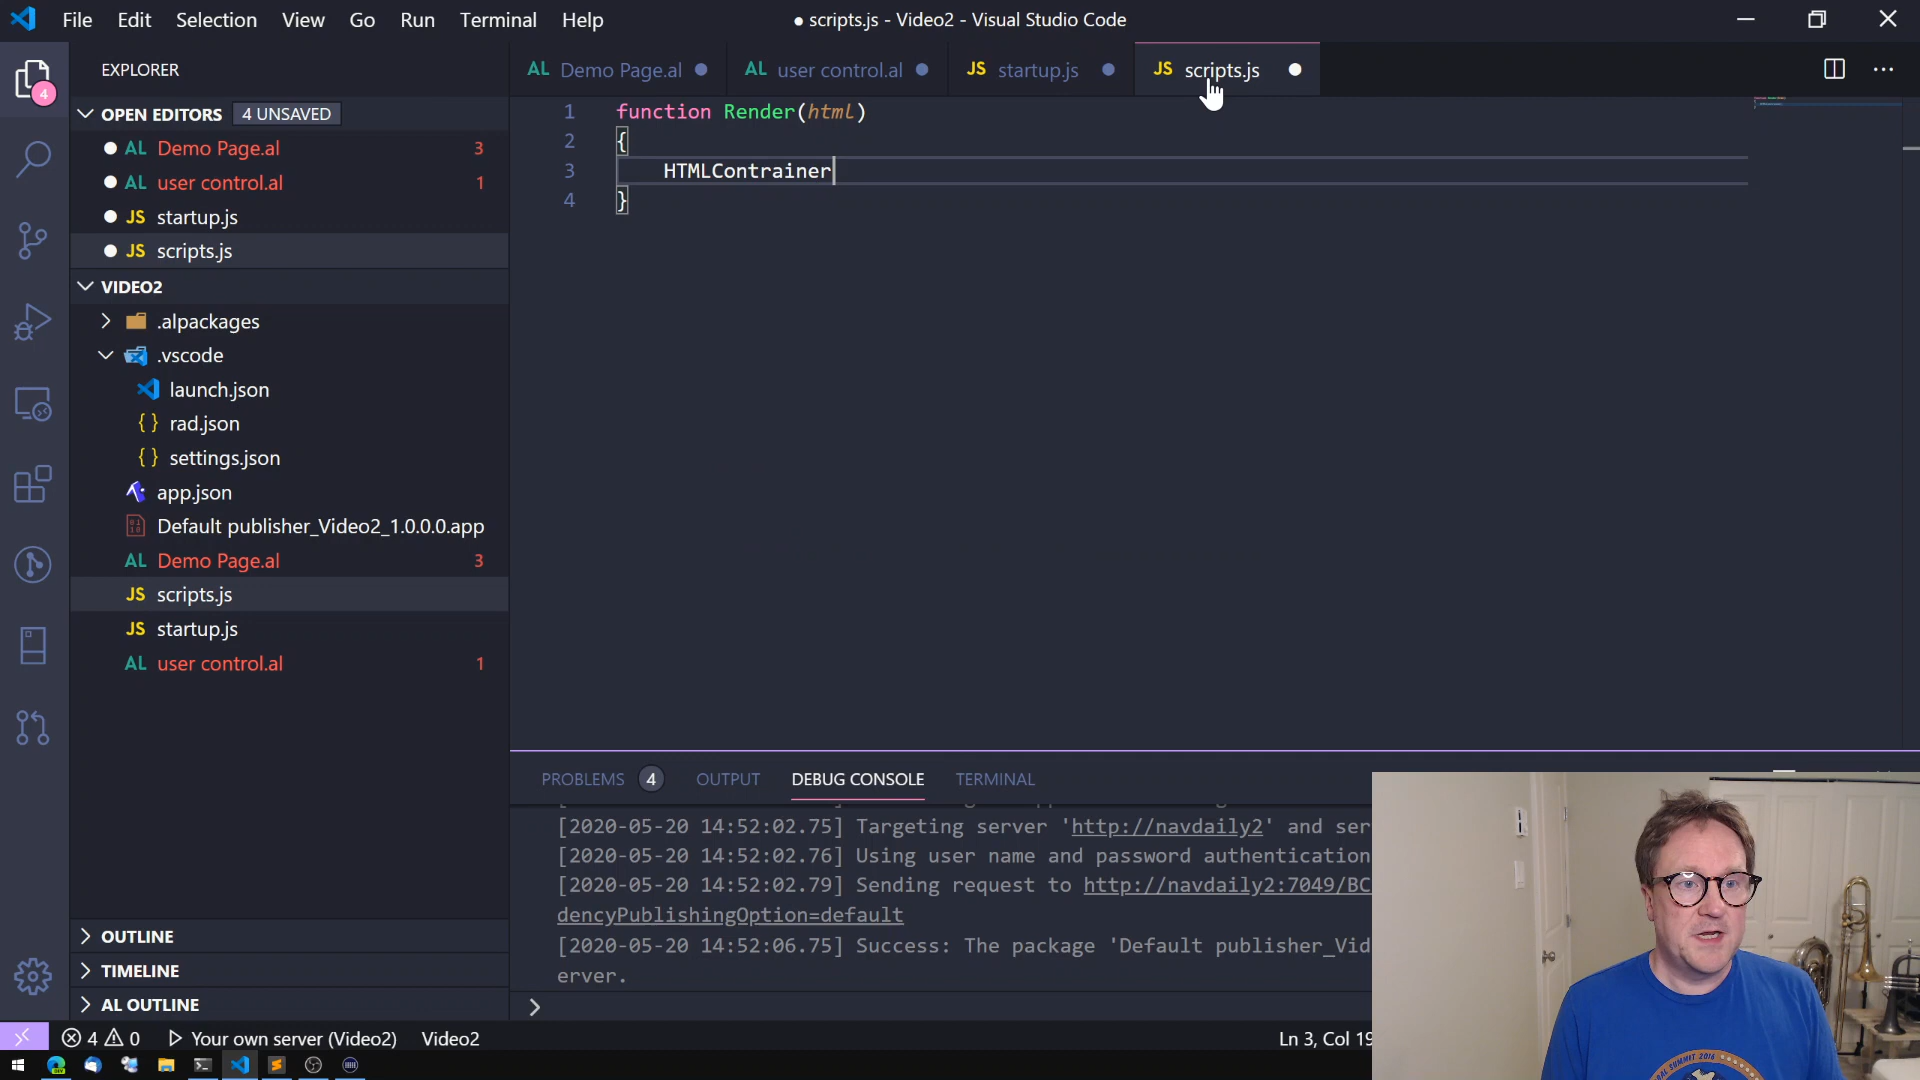 File Edit Selection View Go Run Terminal Help
● scripts.js - Video2 - Visual Studio Code
4
EXPLORER
OPEN EDITORS 4 UNSAVED
AL Demo Page.al 3
AL user control.al 1
JS startup.js
JS scripts.js
VIDEO2
.alpackages
.vscode
launch.json
{} rad.json
{} settings.json
app.json
Default publisher_Video2_1.0.0.0.app
AL Demo Page.al 3
JS scripts.js
JS startup.js
AL user control.al 1
OUTLINE
TIMELINE
AL OUTLINE
AL Demo Page.al
AL user control.al
JS startup.js
JS scripts.js
1 function Render(html)
2 {
3 HTMLContrainer
4 }
PROBLEMS 4 OUTPUT DEBUG CONSOLE TERMINAL
[2020-05-20 14:52:02.75] Targeting server 'http://navdaily2' and ser
[2020-05-20 14:52:02.76] Using user name and password authentication
[2020-05-20 14:52:02.79] Sending request to http://navdaily2:7049/BC
dencyPublishingOption=default
[2020-05-20 14:52:06.75] Success: The package 'Default publisher_Vid
erver.
4 0 Your own server (Video2) Video2
Ln 3, Col 19